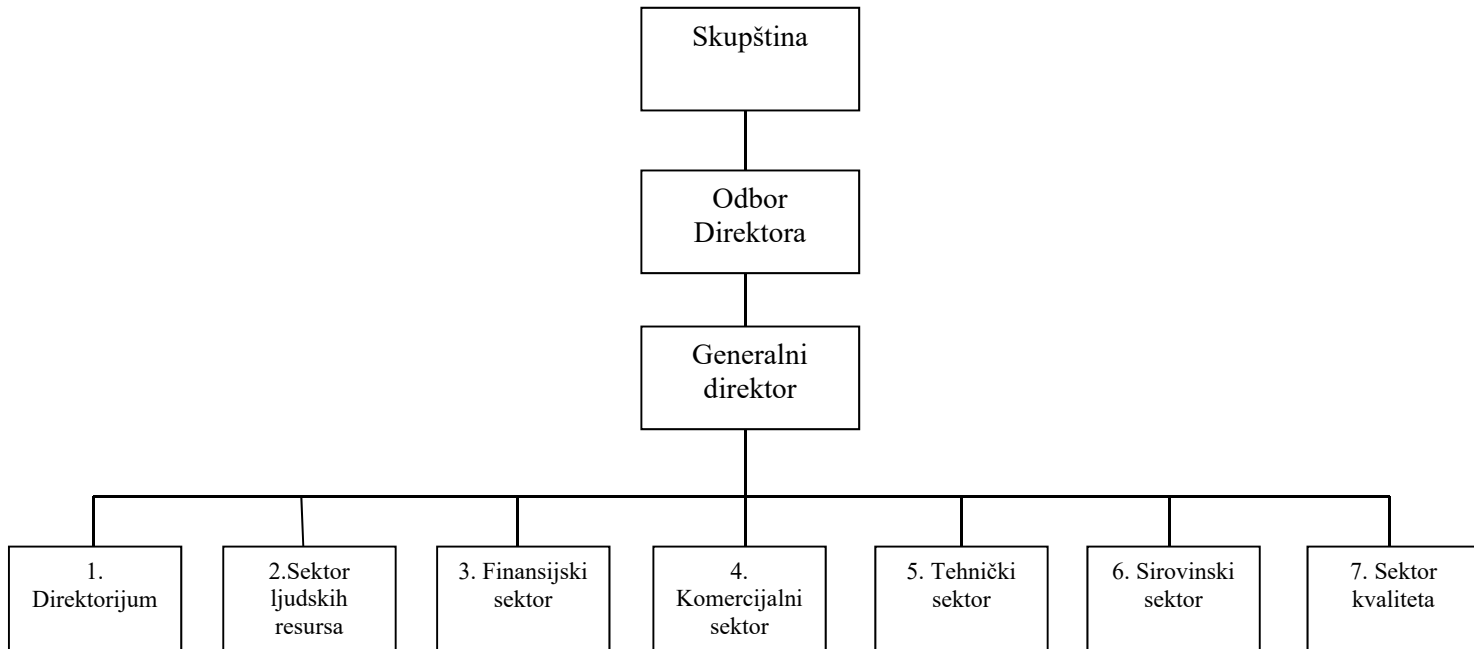 Skupština
Odbor
Direktora
Generalni
direktor
1.
Direktorijum
2.Sektor
ljudskih
resursa
3. Finansijski
sektor
4.
Komercijalni
sektor
5. Tehnički
sektor
6. Sirovinski
sektor
7. Sektor
kvaliteta